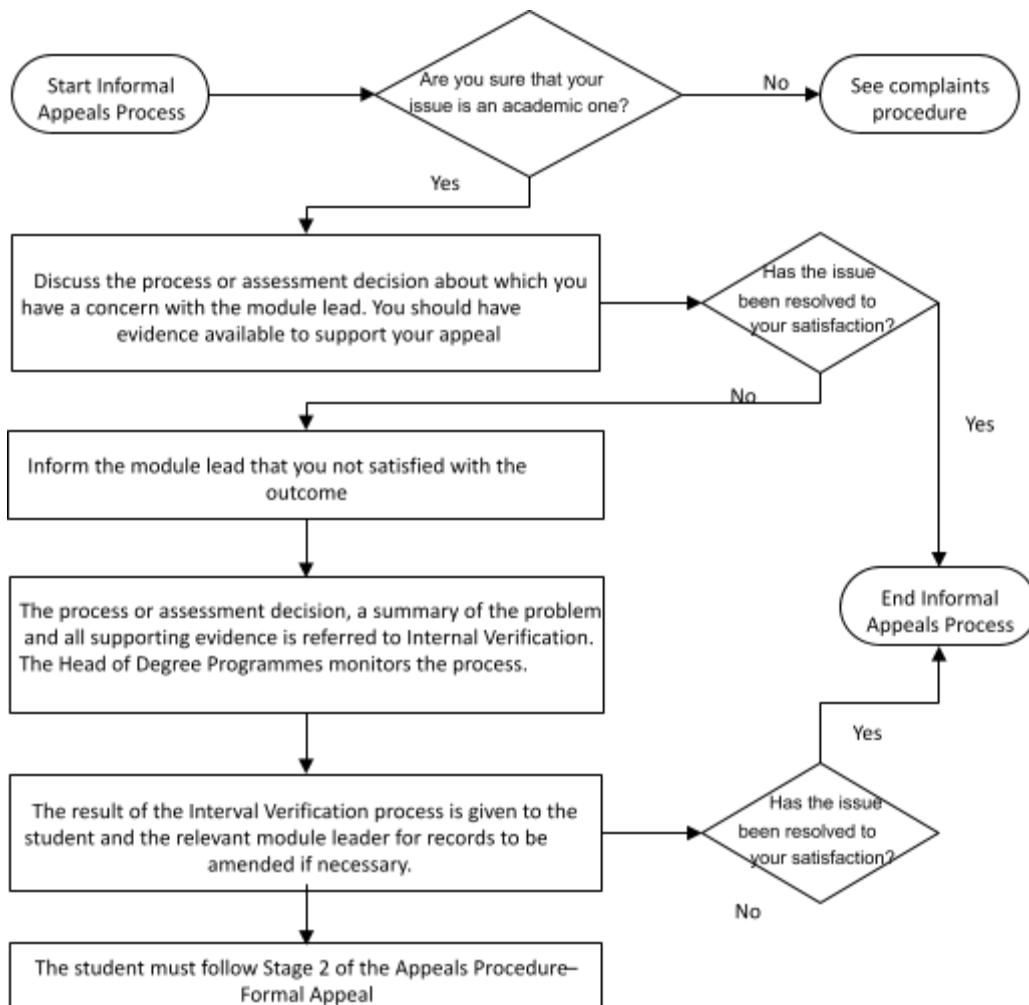 Start Informal
Appeals Process
Are you sure that your
issue is an academic one?
No
See complaints
procedure
Yes
Discuss the process or assessment decision about which you
have a concern with the module lead. You should have
evidence available to support your appeal
Has the issue
been resolved to
your satisfaction?
No
Yes
Inform the module lead that you not satisfied with the
outcome
The process or assessment decision, a summary of the problem
and all supporting evidence is referred to Internal Verification.
The Head of Degree Programmes monitors the process.
End Informal
Appeals Process
Yes
The result of the Interval Verification process is given to the
student and the relevant module leader for records to be
amended if necessary.
Has the issue
been resolved to
your satisfaction?
No
The student must follow Stage 2 of the Appeals Procedure–
Formal Appeal